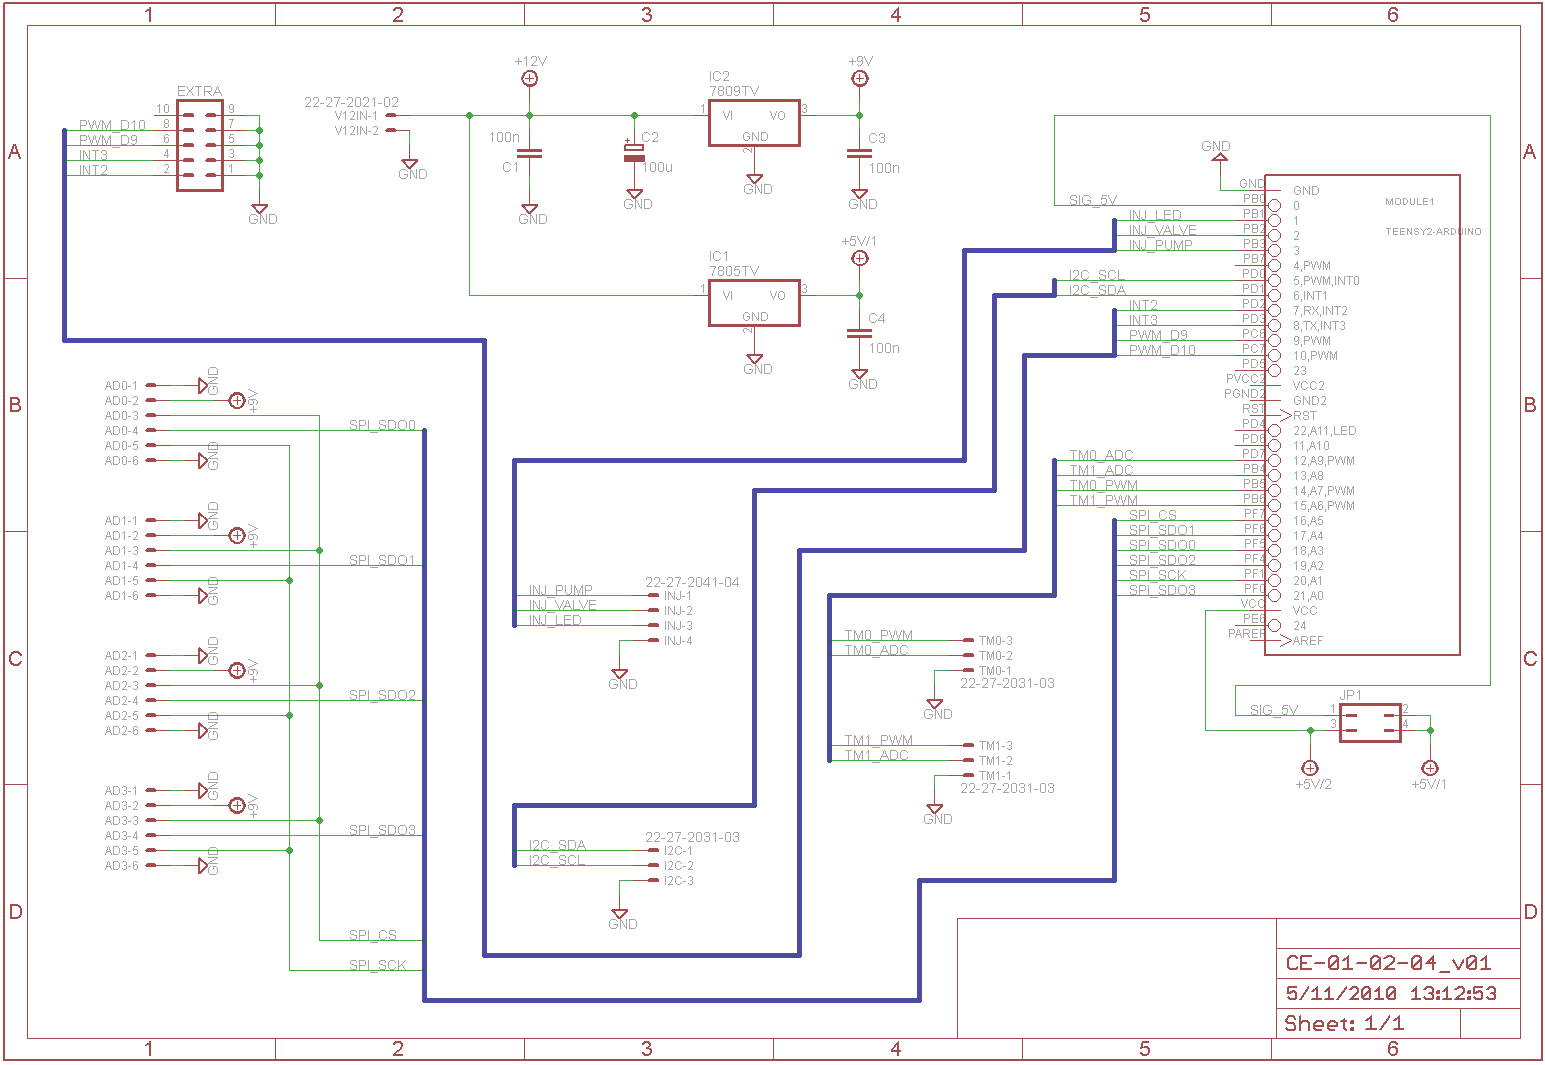 1 2 3 4 5 6
A
B
C
D
A
B
C
D
1 2 3 4 5 6
EXTRA
10 9
PWM_D10 8 7
PWM_D9 6 5
INT3 4 3
INT2 2 1
GND
22-27-2021-02
V12IN-1
V12IN-2
GND
+12V
100n
C1
GND
C2
100u
GND
IC2
7809TV
1 VI VO 3
GND
2
GND
+9V
C3
100n
GND
IC1
7805TV
1 VI VO 3
GND
2
GND
+5V/1
C4
100n
GND
AD0-1 GND
AD0-2 +9V
AD0-3
AD0-4 SPI_SDO0
AD0-5
AD0-6 GND
AD1-1 GND
AD1-2 +9V
AD1-3
AD1-4 SPI_SDO1
AD1-5
AD1-6 GND
AD2-1 GND
AD2-2 +9V
AD2-3
AD2-4 SPI_SDO2
AD2-5
AD2-6 GND
AD3-1 GND
AD3-2 +9V
AD3-3
AD3-4 SPI_SDO3
AD3-5
AD3-6 GND
SPI_CS
SPI_SCK
22-27-2041-04
INJ_PUMP INJ-1
INJ_VALVE INJ-2
INJ_LED INJ-3
INJ-4
GND
22-27-2031-03
I2C_SDA I2C-1
I2C_SCL I2C-2
I2C-3
GND
TM0_PWM TM0-3
TM0_ADC TM0-2
TM0-1
22-27-2031-03
GND
TM1_PWM TM1-3
TM1_ADC TM1-2
TM1-1
22-27-2031-03
GND
GND
MODULE1
TEENSY2-ARDUINO
GND GND
SIG_5V PB0 0
INJ_LED PB1 1
INJ_VALVE PB2 2
INJ_PUMP PB3 3
PB7 4,PWM
I2C_SCL PD0 5,PWM,INT0
I2C_SDA PD1 6,INT1
INT2 PD2 7,RX,INT2
INT3 PD3 8,TX,INT3
PWM_D9 PC6 9,PWM
PWM_D10 PC7 10,PWM
PD5 23
PVCC2 VCC2
PGND2 GND2
RST RST
PD4 22,A11,LED
PD6 11,A10
TM0_ADC PD7 12,A9,PWM
TM1_ADC PB4 13,A8
TM0_PWM PB5 14,A7,PWM
TM1_PWM PB6 15,A6,PWM
SPI_CS PF7 16,A5
SPI_SDO1 PF6 17,A4
SPI_SDO0 PF5 18,A3
SPI_SDO2 PF4 19,A2
SPI_SCK PF1 20,A1
SPI_SDO3 PF0 21,A0
VCC VCC
PE6 24
PAREF AREF
JP1
SIG_5V 1 2
3 4
+5V/2 +5V/1
CE-01-02-04_v01
5/11/2010 13:12:53
Sheet: 1/1